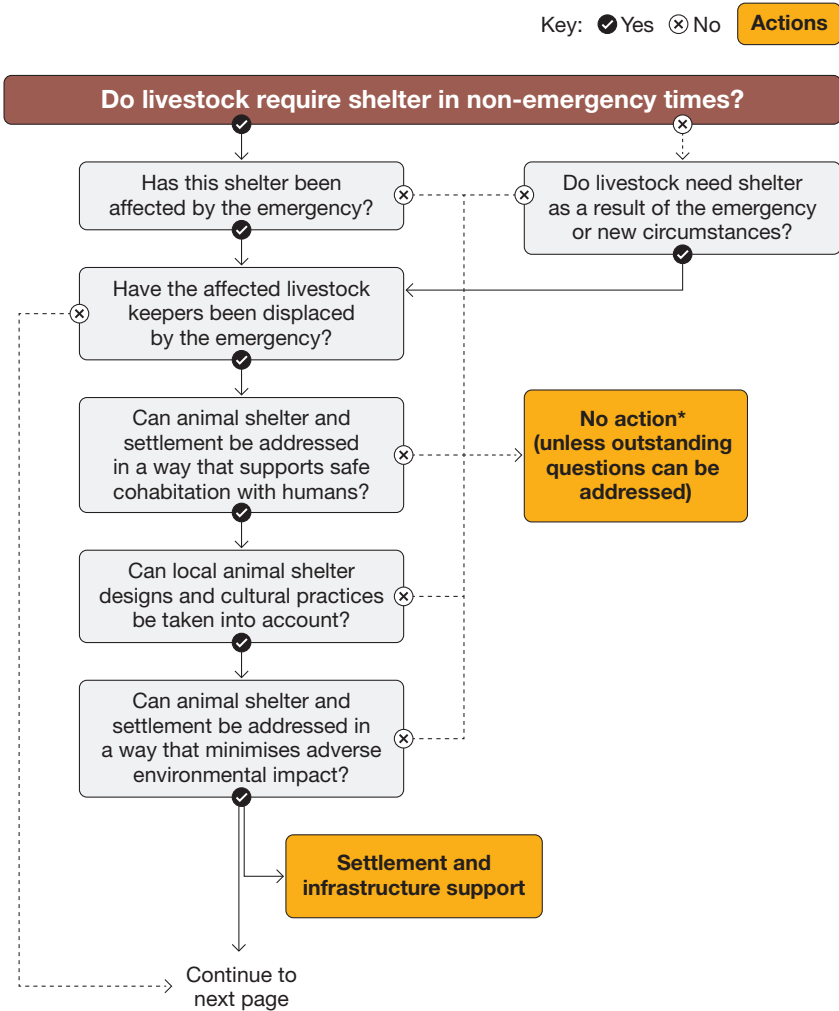 Key: Yes No Actions
Do livestock require shelter in non-emergency times?
Has this shelter been
affected by the emergency?
Do livestock need shelter
as a result of the emergency
or new circumstances?
Have the affected livestock
keepers been displaced
by the emergency?
Can animal shelter and
settlement be addressed
in a way that supports safe
cohabitation with humans?
No action*
(unless outstanding
questions can be
addressed)
Can local animal shelter
designs and cultural practices
be taken into account?
Can animal shelter and
settlement be addressed in
a way that minimises adverse
environmental impact?
Settlement and
infrastructure support
Continue to
next page